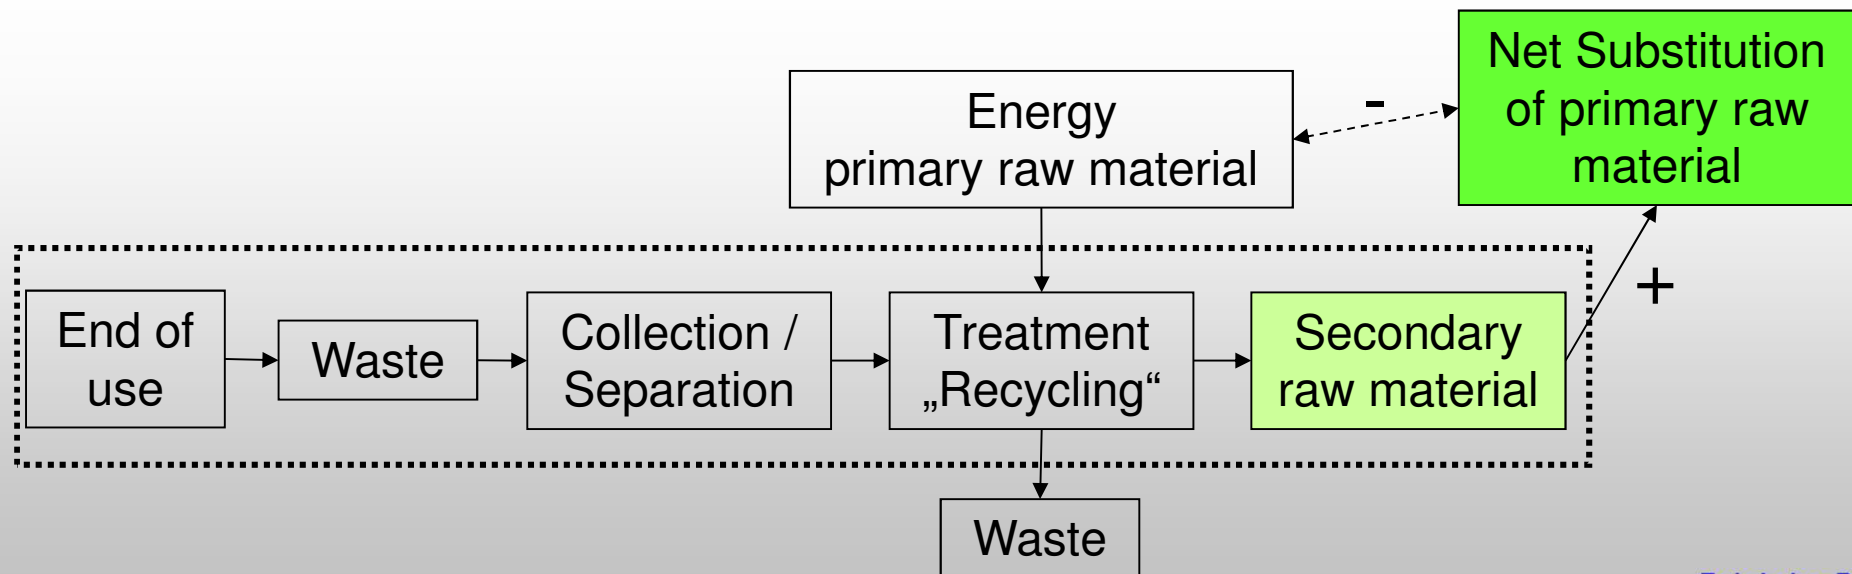 Net Substitution
of primary raw
material
Energy
primary raw material
-
+
End of
use
Waste
Collection /
Separation
Treatment
„Recycling“
Secondary
raw material
Waste